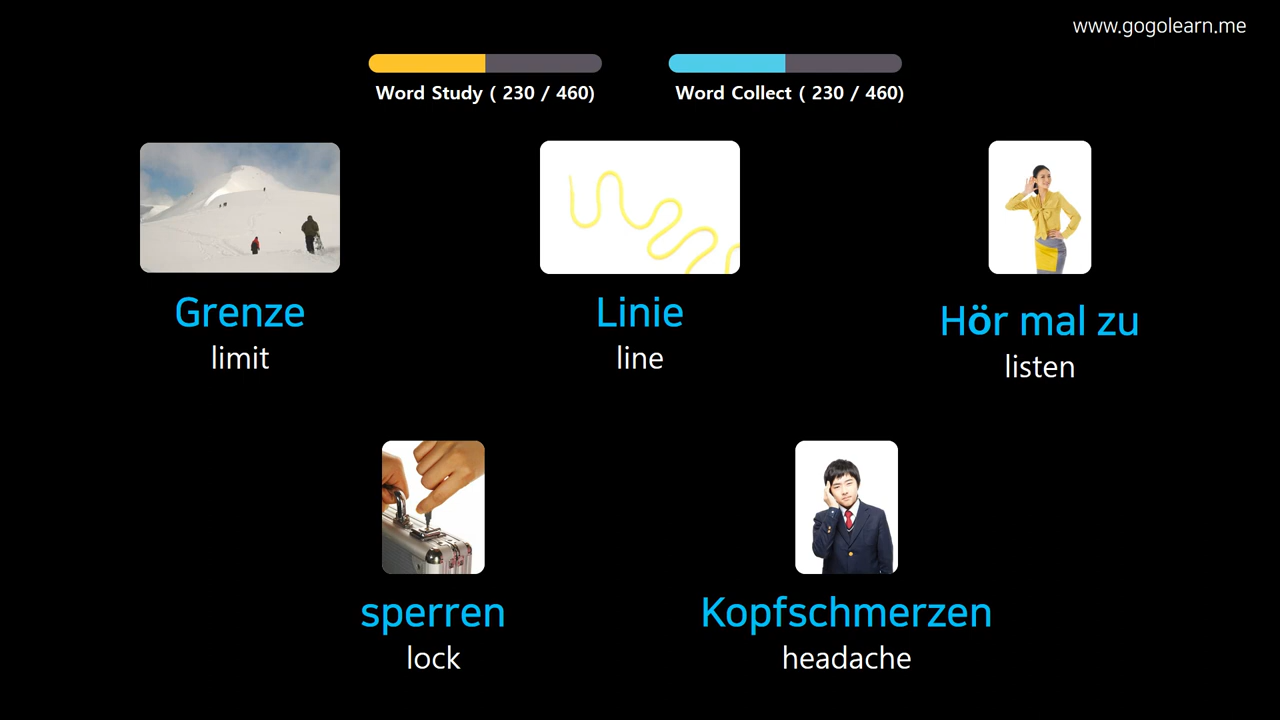 www.gogolearn.me
Word Study ( 230 / 460)
Word Collect ( 230 / 460)
Grenze
limit
Linie
line
Hör mal zu
listen
sperren
lock
Kopfschmerzen
headache